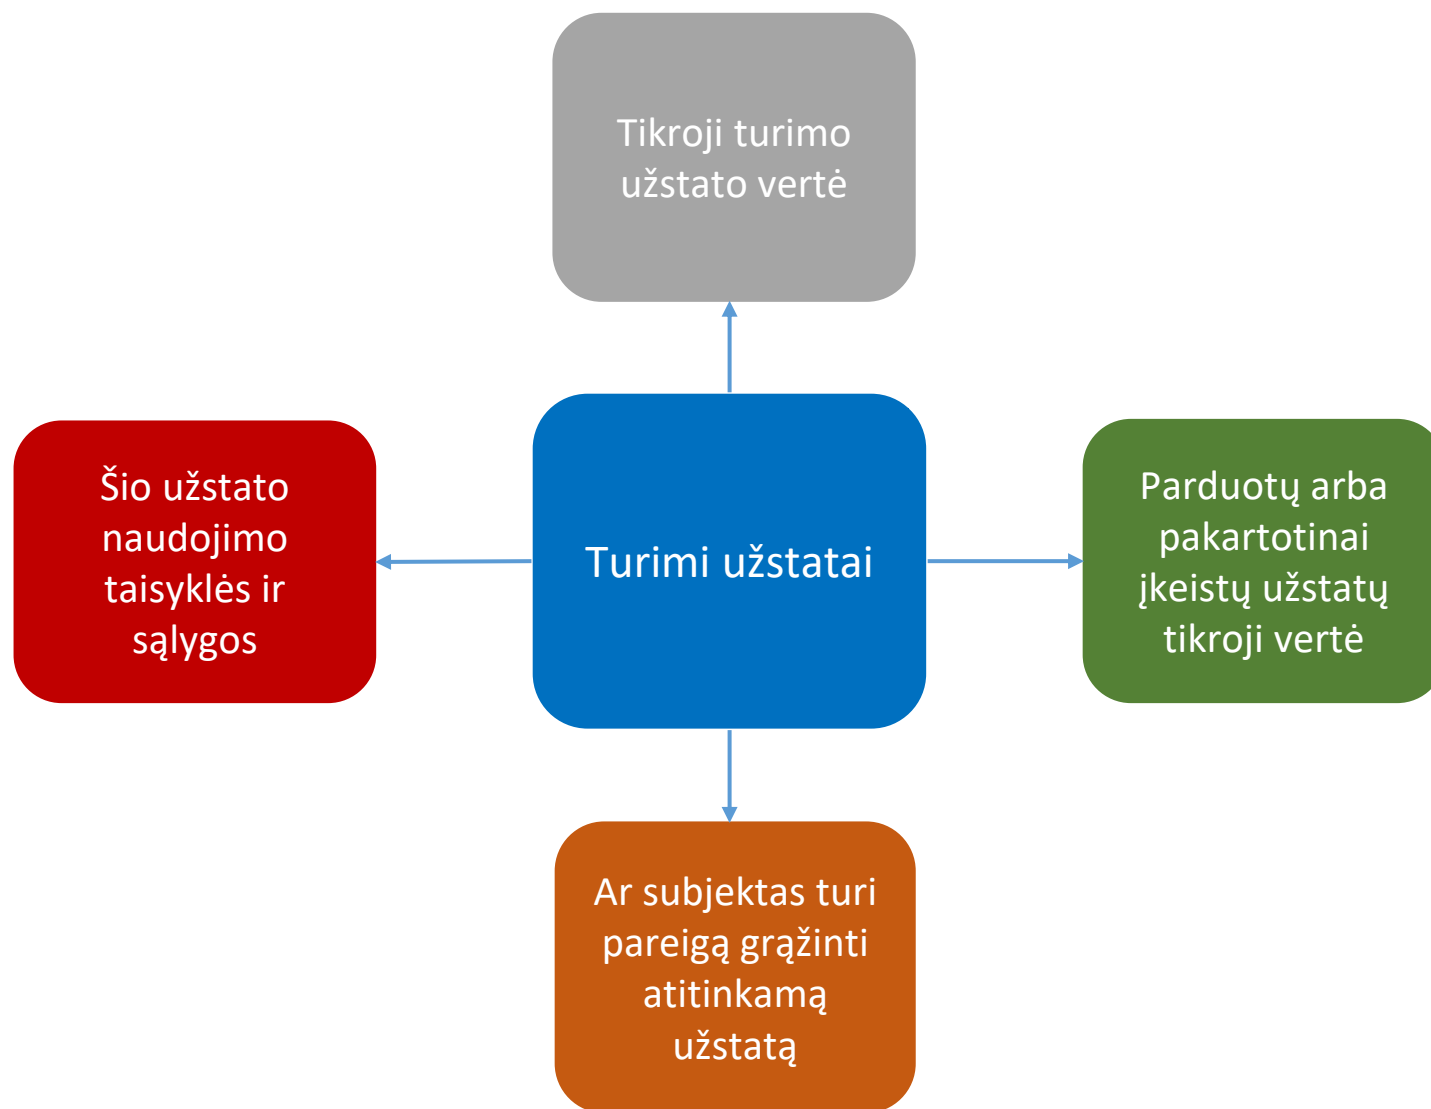 Tikroji turimo
užstato vertė
Šio užstato
naudojimo
taisyklės ir
sąlygos
Turimi užstatai
Parduotų arba
pakartotinai
įkeistų užstatų
tikroji vertė
Ar subjektas turi
pareigą grąžinti
atitinkamą
užstatą